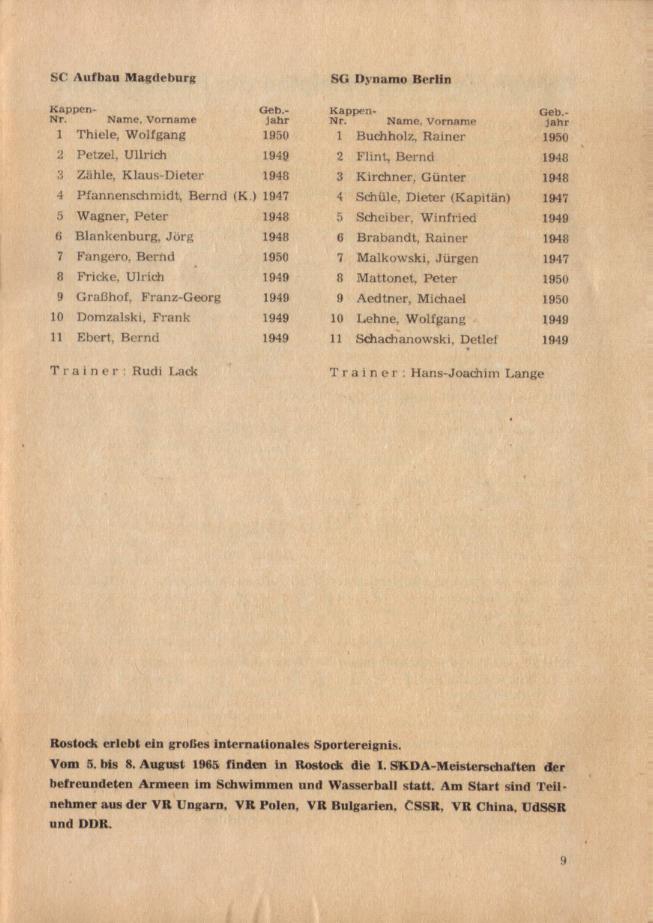 SC Aufbau Magdeburg
Kappen-
Nr. Name, Vorname Geb.-
jahr
1 Thiele, Wolfgang 1950
2 Petzel, Ullrich 1949
3 Zähle, Klaus-Dieter 1948
4 Pfannenschmidt, Bernd (K.) 1947
5 Wagner, Peter 1948
6 Blankenburg, Jörg 1948
7 Fangero, Bernd 1950
8 Fricke, Ulrich 1949
9 Graßhof, Franz-Georg 1949
10 Domzalski, Frank 1949
11 Ebert, Bernd 1949
Trainer: Rudi Lack
SG Dynamo Berlin
Kappen-
Nr. Name, Vorname Geb.-
jahr
1 Buchholz, Rainer 1950
2 Flint, Bernd 1948
3 Kirchner, Günter 1948
4 Schüle, Dieter (Kapitän) 1947
5 Scheiber, Winfried 1949
6 Brabandt, Rainer 1948
7 Malkowski, Jürgen 1947
8 Mattonet, Peter 1950
9 Aedtner, Michael 1950
10 Lehne, Wolfgang 1949
11 Schachanowski, Detlef 1949
Trainer: Hans-Joachim Lange
Rostock erlebt ein großes internationales Sportereignis.
Vom 5. bis 8. August 1965 finden in Rostock die I. SKDA-Meisterschaften der
befreundeten Armeen im Schwimmen und Wasserball statt. Am Start sind Teil-
nehmer aus der VR Ungarn, VR Polen, VR Bulgarien, ČSSR, VR China, UdSSR
und DDR.
9